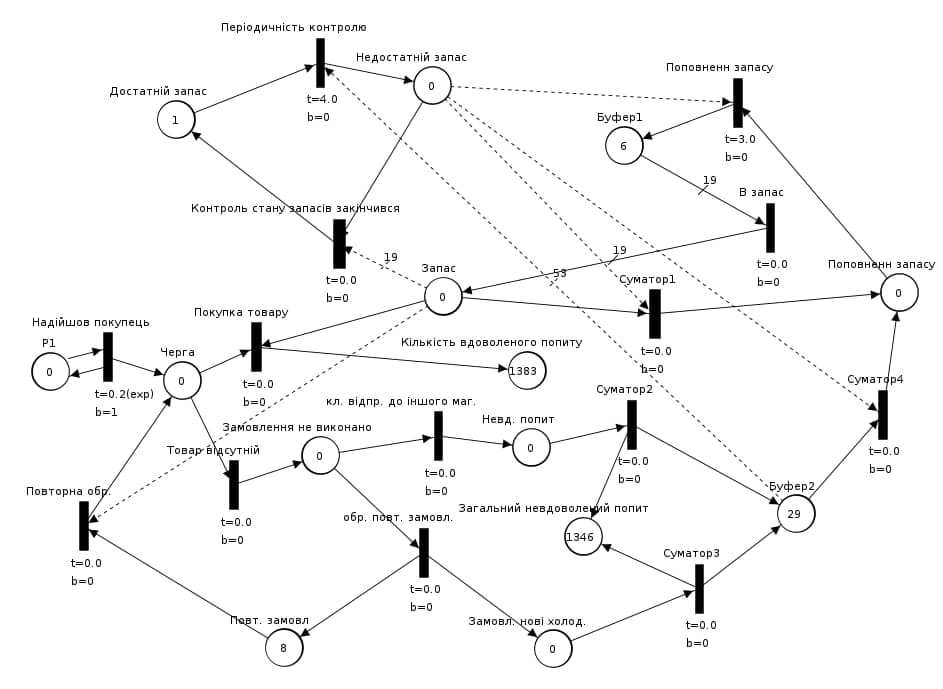 Періодичність контролю
Недостатній запас
0
t=4.0
b=0
Достатній запас
1
Поповненн запасу
t=3.0
b=0
Буфер1
6
19
В запас
t=0.0
b=0
Контроль стану запасів закінчився
t=0.0
b=0
19
19
53
Запас
0
Суматор1
t=0.0
b=0
Поповненн запасу
0
Надійшов покупець
P1
0
t=0.2(exp)
b=1
Черга
0
Покупка товару
t=0.0
b=0
Кількість вдоволеного попиту
1383
кл. відпр. до іншого маг.
t=0.0
b=0
Невд. попит
0
Суматор2
t=0.0
b=0
Суматор4
t=0.0
b=0
Замовлення не виконано
0
Товар відсутній
t=0.0
b=0
Повторна обр.
t=0.0
b=0
обр. повт. замовл.
t=0.0
b=0
Загальний невдоволений попит
1346
Буфер2
29
Суматор3
t=0.0
b=0
Повт. замовл
8
Замовл. нові холод.
0